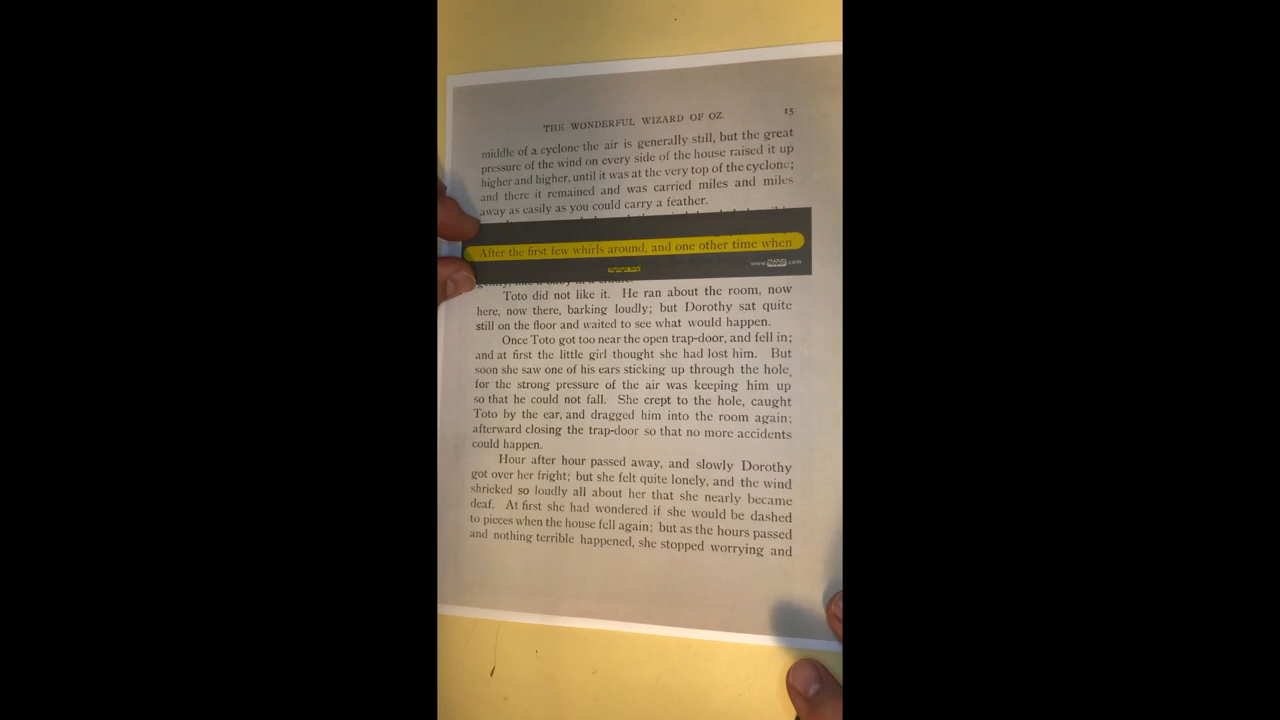 THE WONDERFUL WIZARD OF OZ.
15
middle of a cyclone the air is generally still, but the great
pressure of the wind on every side of the house raised it up
higher and higher, until it was at the very top of the cyclone;
and there it remained and was carried miles and miles
away as easily as you could carry a feather.
After the first few whirls around, and one other time when
www. .com
Toto did not like it. He ran about the room, now
here, now there, barking loudly; but Dorothy sat quite
still on the floor and waited to see what would happen.
Once Toto got too near the open trap-door, and fell in;
and at first the little girl thought she had lost him. But
soon she saw one of his ears sticking up through the hole,
for the strong pressure of the air was keeping him up
so that he could not fall. She crept to the hole, caught
Toto by the ear, and dragged him into the room again;
afterward closing the trap-door so that no more accidents
could happen.
Hour after hour passed away, and slowly Dorothy
got over her fright; but she felt quite lonely, and the wind
shrieked so loudly all about her that she nearly became
deaf. At first she had wondered if she would be dashed
to pieces when the house fell again; but as the hours passed
and nothing terrible happened, she stopped worrying and